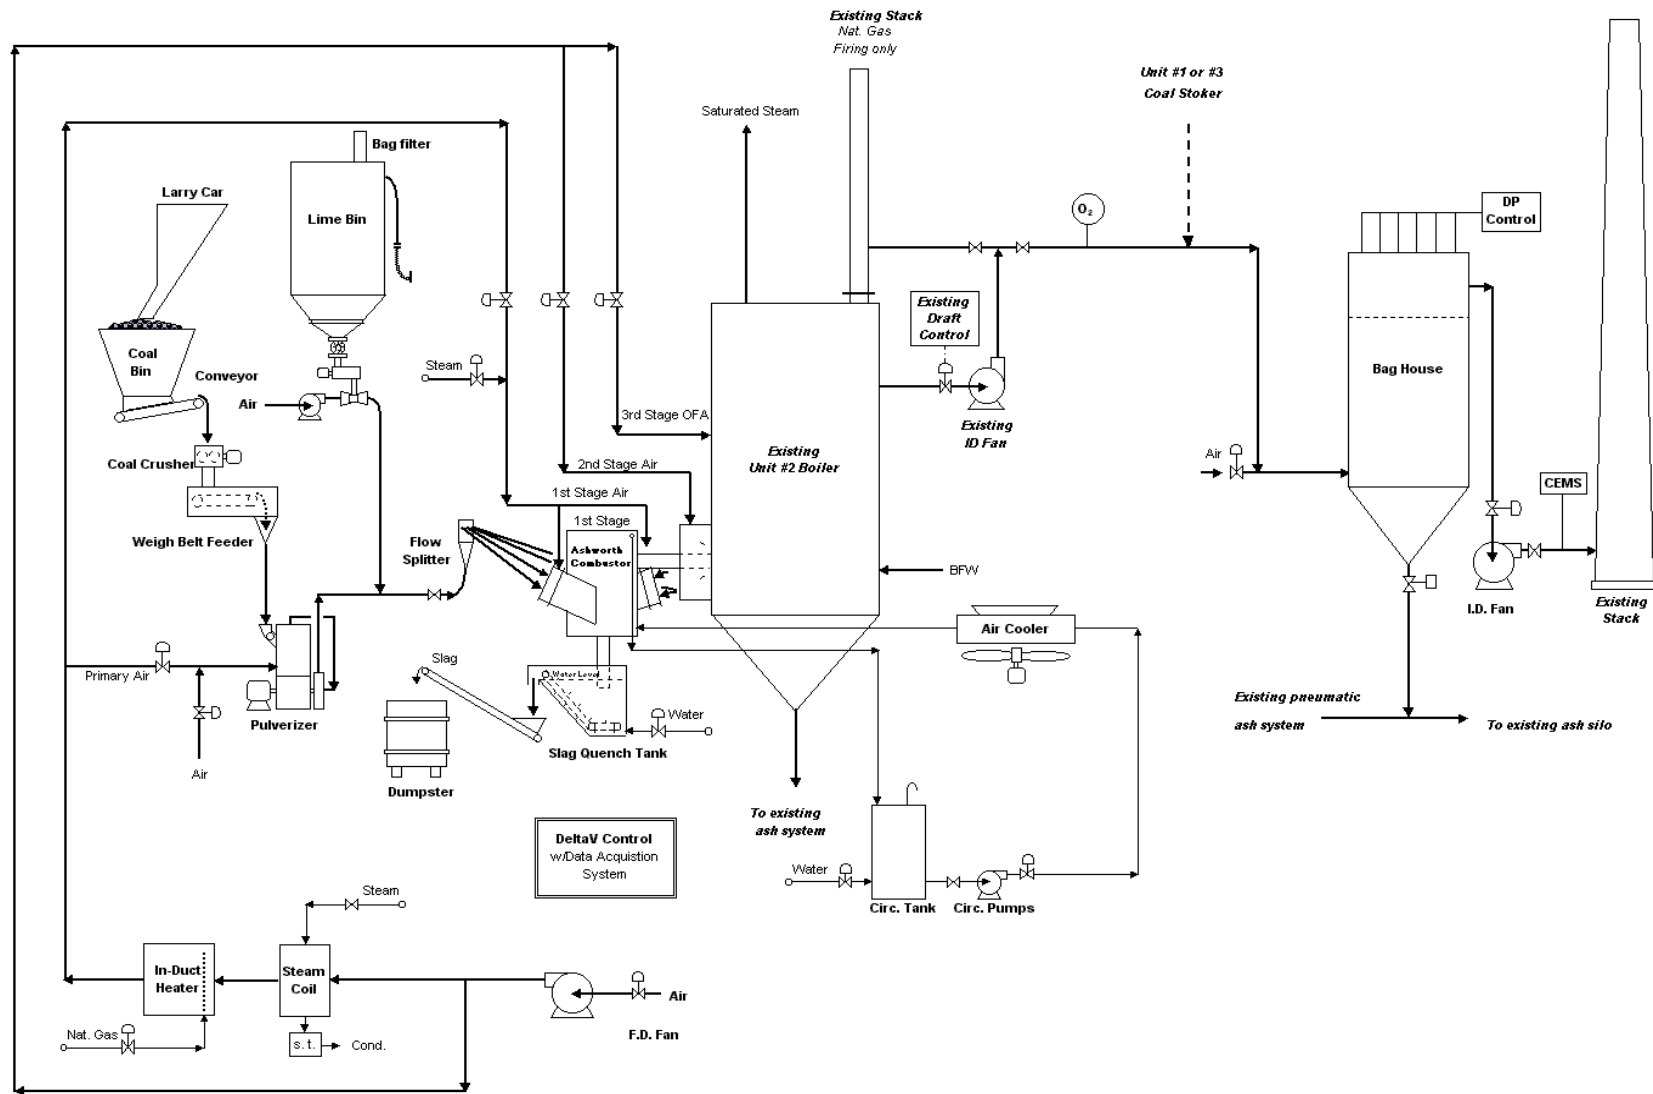 Existing Stack
Nat. Gas
Firing only
Unit #1 or #3
Coal Stoker
Saturated Steam
Bag filter
Larry Car
Lime Bin
O₂
DP
Control
Existing
Draft
Control
Coal
Bin
Conveyor
Air
Steam
Bag House
3rd Stage OFA
Existing
ID Fan
Existing
Unit #2 Boiler
Coal Crusher
2nd Stage Air
Air
1st Stage Air
CEMS
1st Stage
Weigh Belt Feeder
Flow
Splitter
Ashworth
Combustor
BFW
I.D. Fan
Existing
Stack
Air Cooler
Slag
Water Level
Primary Air
Water
Existing pneumatic
ash system
To existing ash silo
Pulverizer
Slag Quench Tank
Air
Dumpster
To existing
ash system
DeltaV Control
w/Data Acquistion
System
Water
Steam
Circ. Tank
Circ. Pumps
In-Duct
Heater
Steam
Coil
Air
Nat. Gas
F.D. Fan
s.t.
Cond.